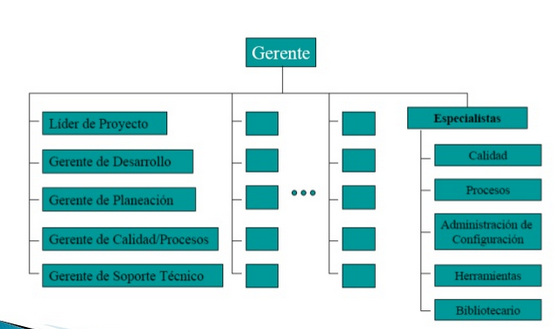 Gerente
Líder de Proyecto
Gerente de Desarrollo
Gerente de Planeación
Gerente de Calidad/Procesos
Gerente de Soporte Técnico
Especialistas
Calidad
Procesos
Administración de
Configuración
Herramientas
Bibliotecario